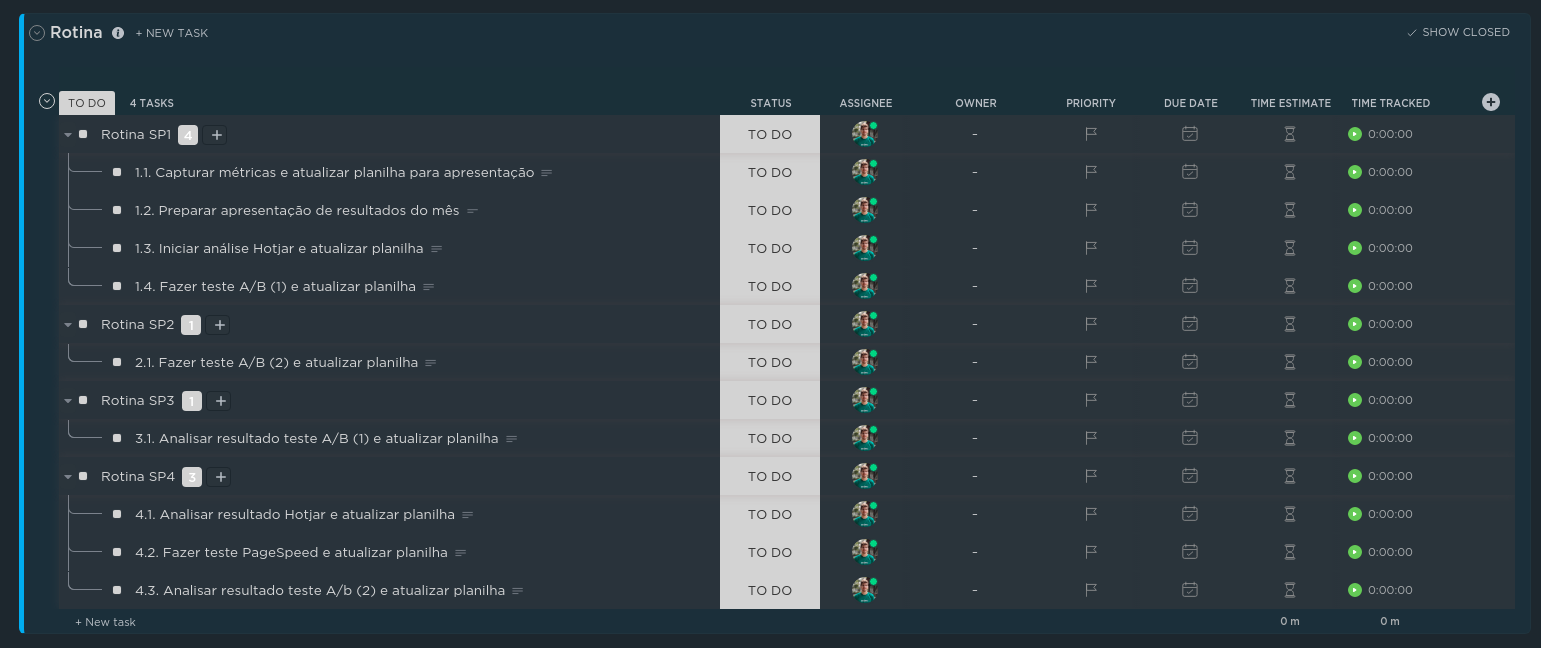 Rotina + NEW TASK SHOW CLOSED
TO DO 4 TASKS STATUS ASSIGNEE OWNER PRIORITY DUE DATE TIME ESTIMATE TIME TRACKED
Rotina SP1 4 + TO DO – 0:00:00
1.1. Capturar métricas e atualizar planilha para apresentação TO DO – 0:00:00
1.2. Preparar apresentação de resultados do mês TO DO – 0:00:00
1.3. Iniciar análise Hotjar e atualizar planilha TO DO – 0:00:00
1.4. Fazer teste A/B (1) e atualizar planilha TO DO – 0:00:00
Rotina SP2 1 + TO DO – 0:00:00
2.1. Fazer teste A/B (2) e atualizar planilha TO DO – 0:00:00
Rotina SP3 1 + TO DO – 0:00:00
3.1. Analisar resultado teste A/B (1) e atualizar planilha TO DO – 0:00:00
Rotina SP4 3 + TO DO – 0:00:00
4.1. Analisar resultado Hotjar e atualizar planilha TO DO – 0:00:00
4.2. Fazer teste PageSpeed e atualizar planilha TO DO – 0:00:00
4.3. Analisar resultado teste A/b (2) e atualizar planilha TO DO – 0:00:00
+ New task 0 m 0 m